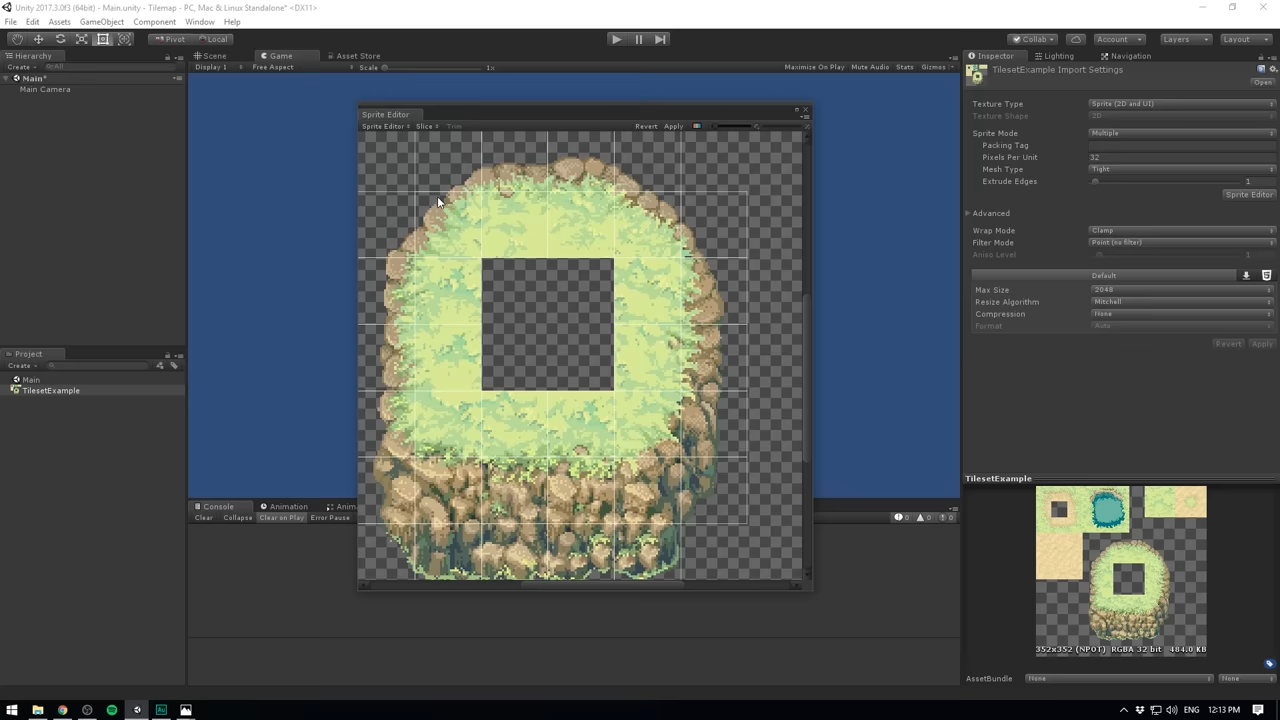 Unity 2017.3.0f3 (64bit) - Main.unity - Tilemap - PC, Mac & Linux Standalone* <DX11>
File Edit Assets GameObject Component Window Help
Pivot Local Collab Account Layers Layout
Hierarchy Scene Game Asset Store Inspector Lighting Navigation
Create All Display 1 Free Aspect Scale 1x Maximize On Play Mute Audio Stats Gizmos
TilesetExample Import Settings
Main*
Open
Main Camera
Texture Type Sprite (2D and UI)
Texture Shape 2D
Sprite Editor
Sprite Editor Slice Trim Revert Apply
Sprite Mode Multiple
Packing Tag
Pixels Per Unit 32
Mesh Type Tight
Extrude Edges 1
Sprite Editor
Advanced
Wrap Mode Clamp
Filter Mode Point (no filter)
Aniso Level 1
Default
Max Size 2048
Resize Algorithm Mitchell
Compression None
Format Auto
Revert Apply
Project
Create
Main
TilesetExample
TilesetExample
Console Animation Anim
Clear Collapse Clear on Play Error Pause 0 0 0
352x352 (NPOT) RGBA 32 bit 484.0 KB
AssetBundle None None
Au ENG 12:13 PM